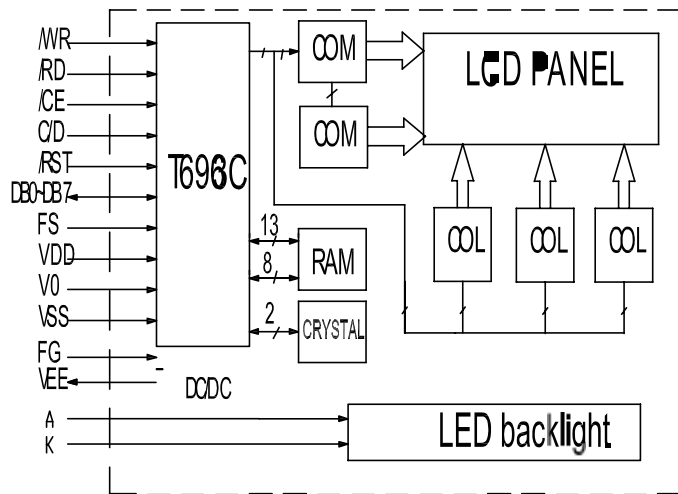 /WR
/RD
/CE
C/D
/RST
DB0~DB7
FS
VDD
V0
VSS
FG
VEE
A
K
T6963C
DC/DC
COM
COM
LCD PANEL
COL
COL
COL
13
8
RAM
2
CRYSTAL
LED backlight